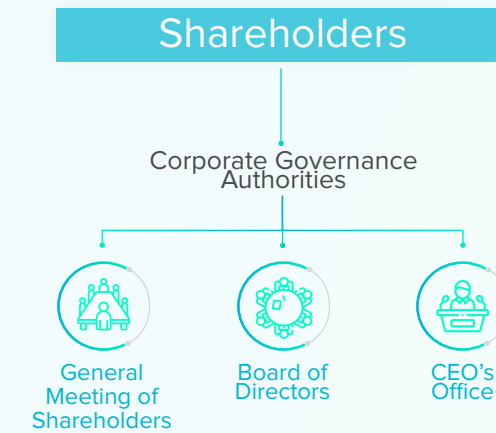 Shareholders
Corporate Governance
Authorities
General
Meeting of
Shareholders
Board of
Directors
CEO's
Office